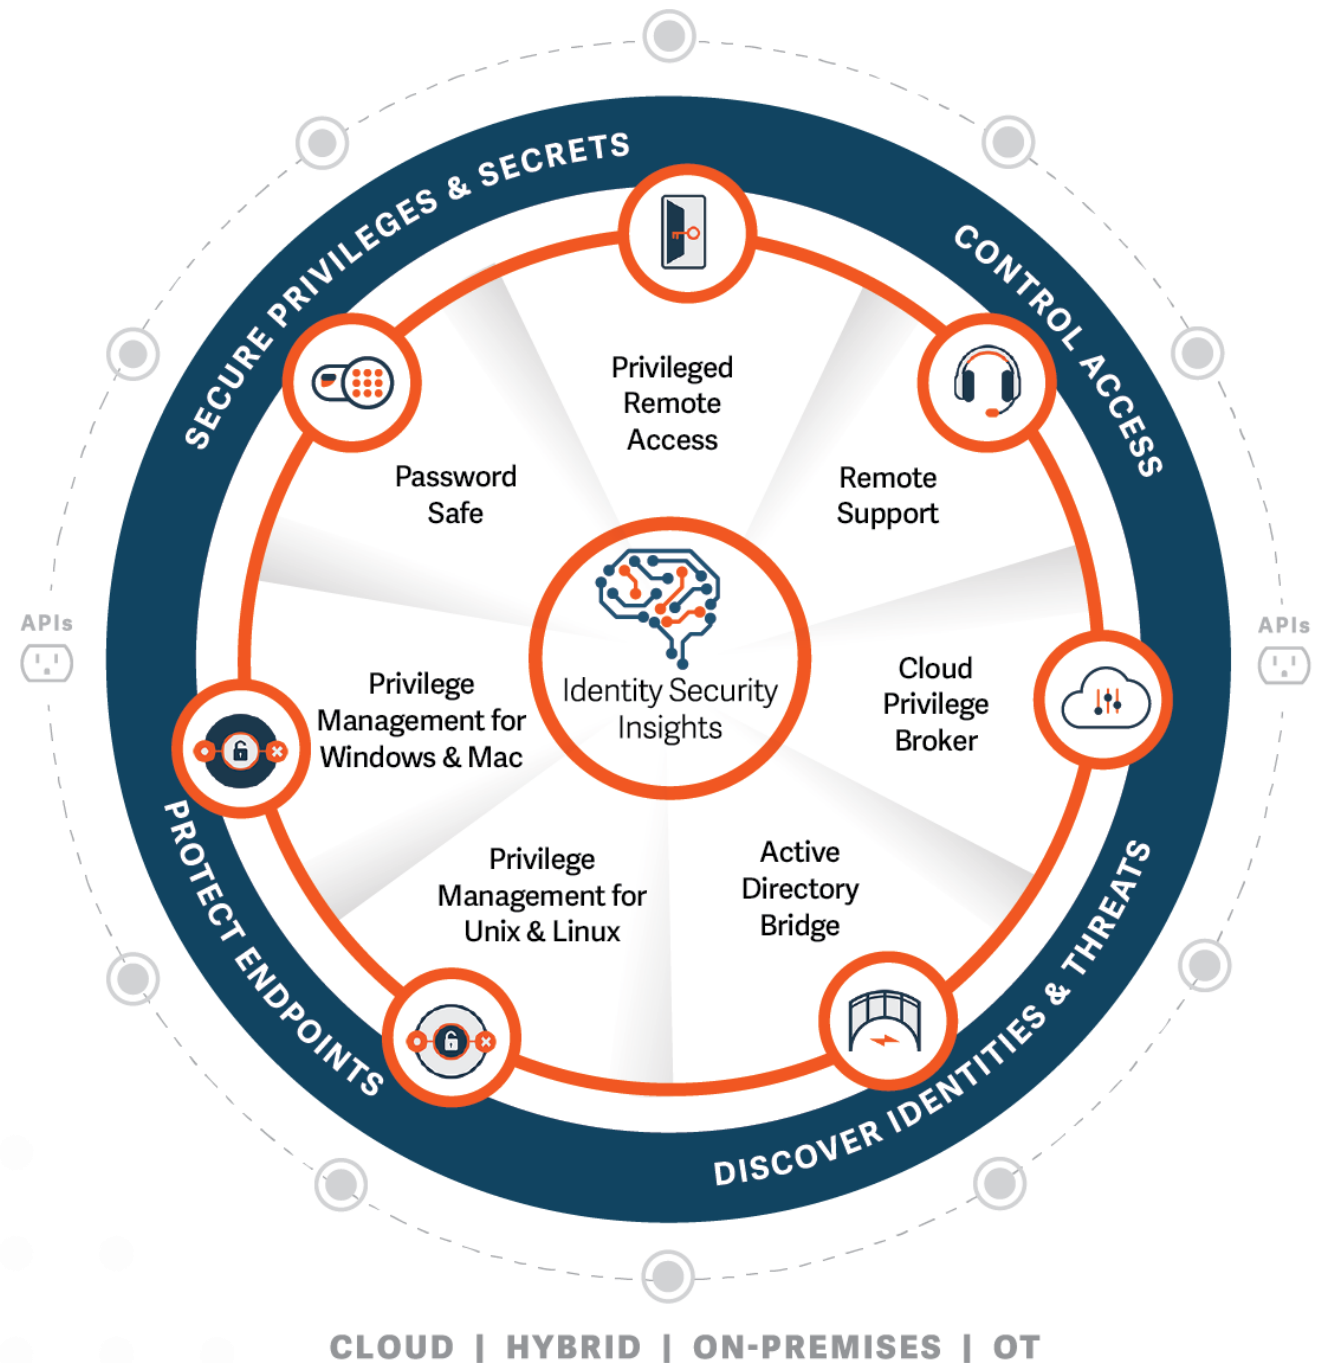 SECURE PRIVILEGES & SECRETS
CONTROL ACCESS
Privileged
Remote
Access
Password
Safe
Remote
Support
APIs
APIs
Identity Security
Insights
Privilege
Management for
Windows & Mac
Cloud
Privilege
Broker
Privilege
Management for
Unix & Linux
Active
Directory
Bridge
PROTECT ENDPOINTS
DISCOVER IDENTITIES & THREATS
CLOUD | HYBRID | ON-PREMISES | OT